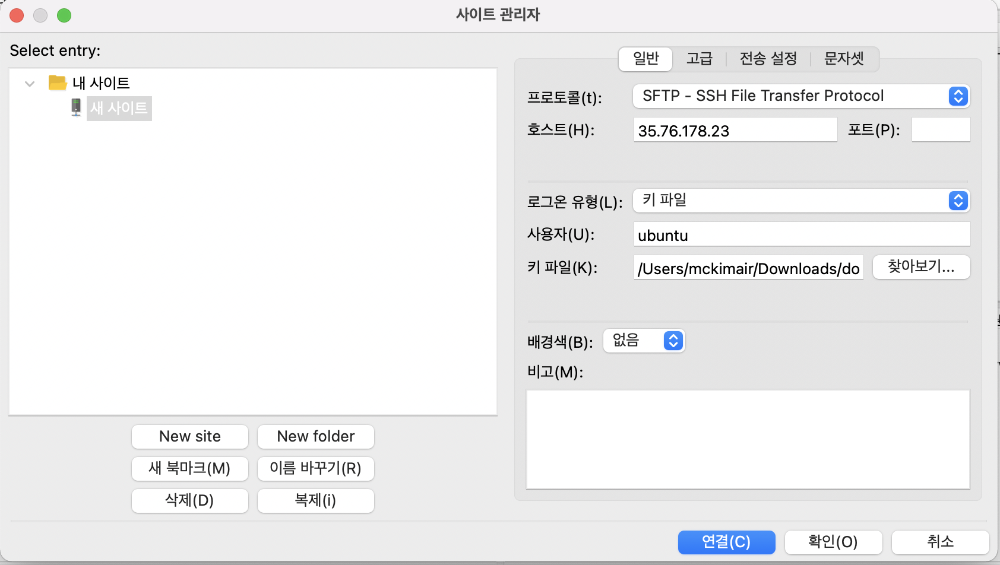 사이트 관리자
Select entry:
내 사이트
새 사이트
New site
New folder
새 북마크(M)
이름 바꾸기(R)
삭제(D)
복제(i)
일반
고급
전송 설정
문자셋
프로토콜(t):
SFTP - SSH File Transfer Protocol
호스트(H):
35.76.178.23
포트(P):
로그온 유형(L):
키 파일
사용자(U):
ubuntu
키 파일(K):
/Users/mckimair/Downloads/do
찾아보기...
배경색(B):
없음
비고(M):
연결(C)
확인(O)
취소